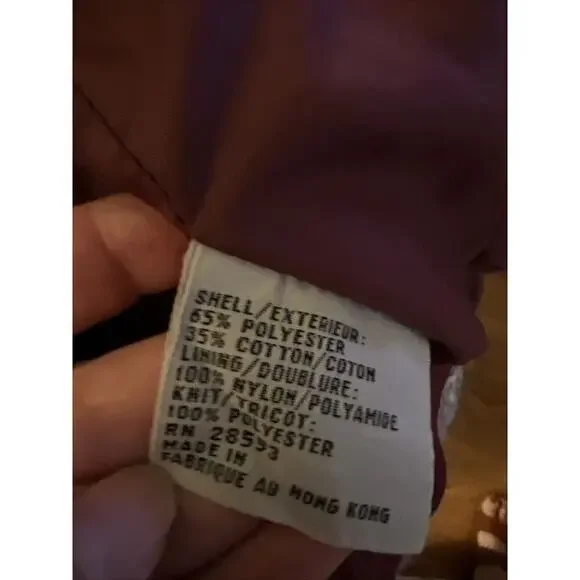 SHELL/EXTERIEUR:
65% POLYESTER
35% COTTON/COTON
LINING/DOUBLURE:
100% NYLON/POLYAMIDE
KNIT/TRICOT:
100% POLYESTER
RN 28553
MADE IN
FABRIQUE AU HONG KONG